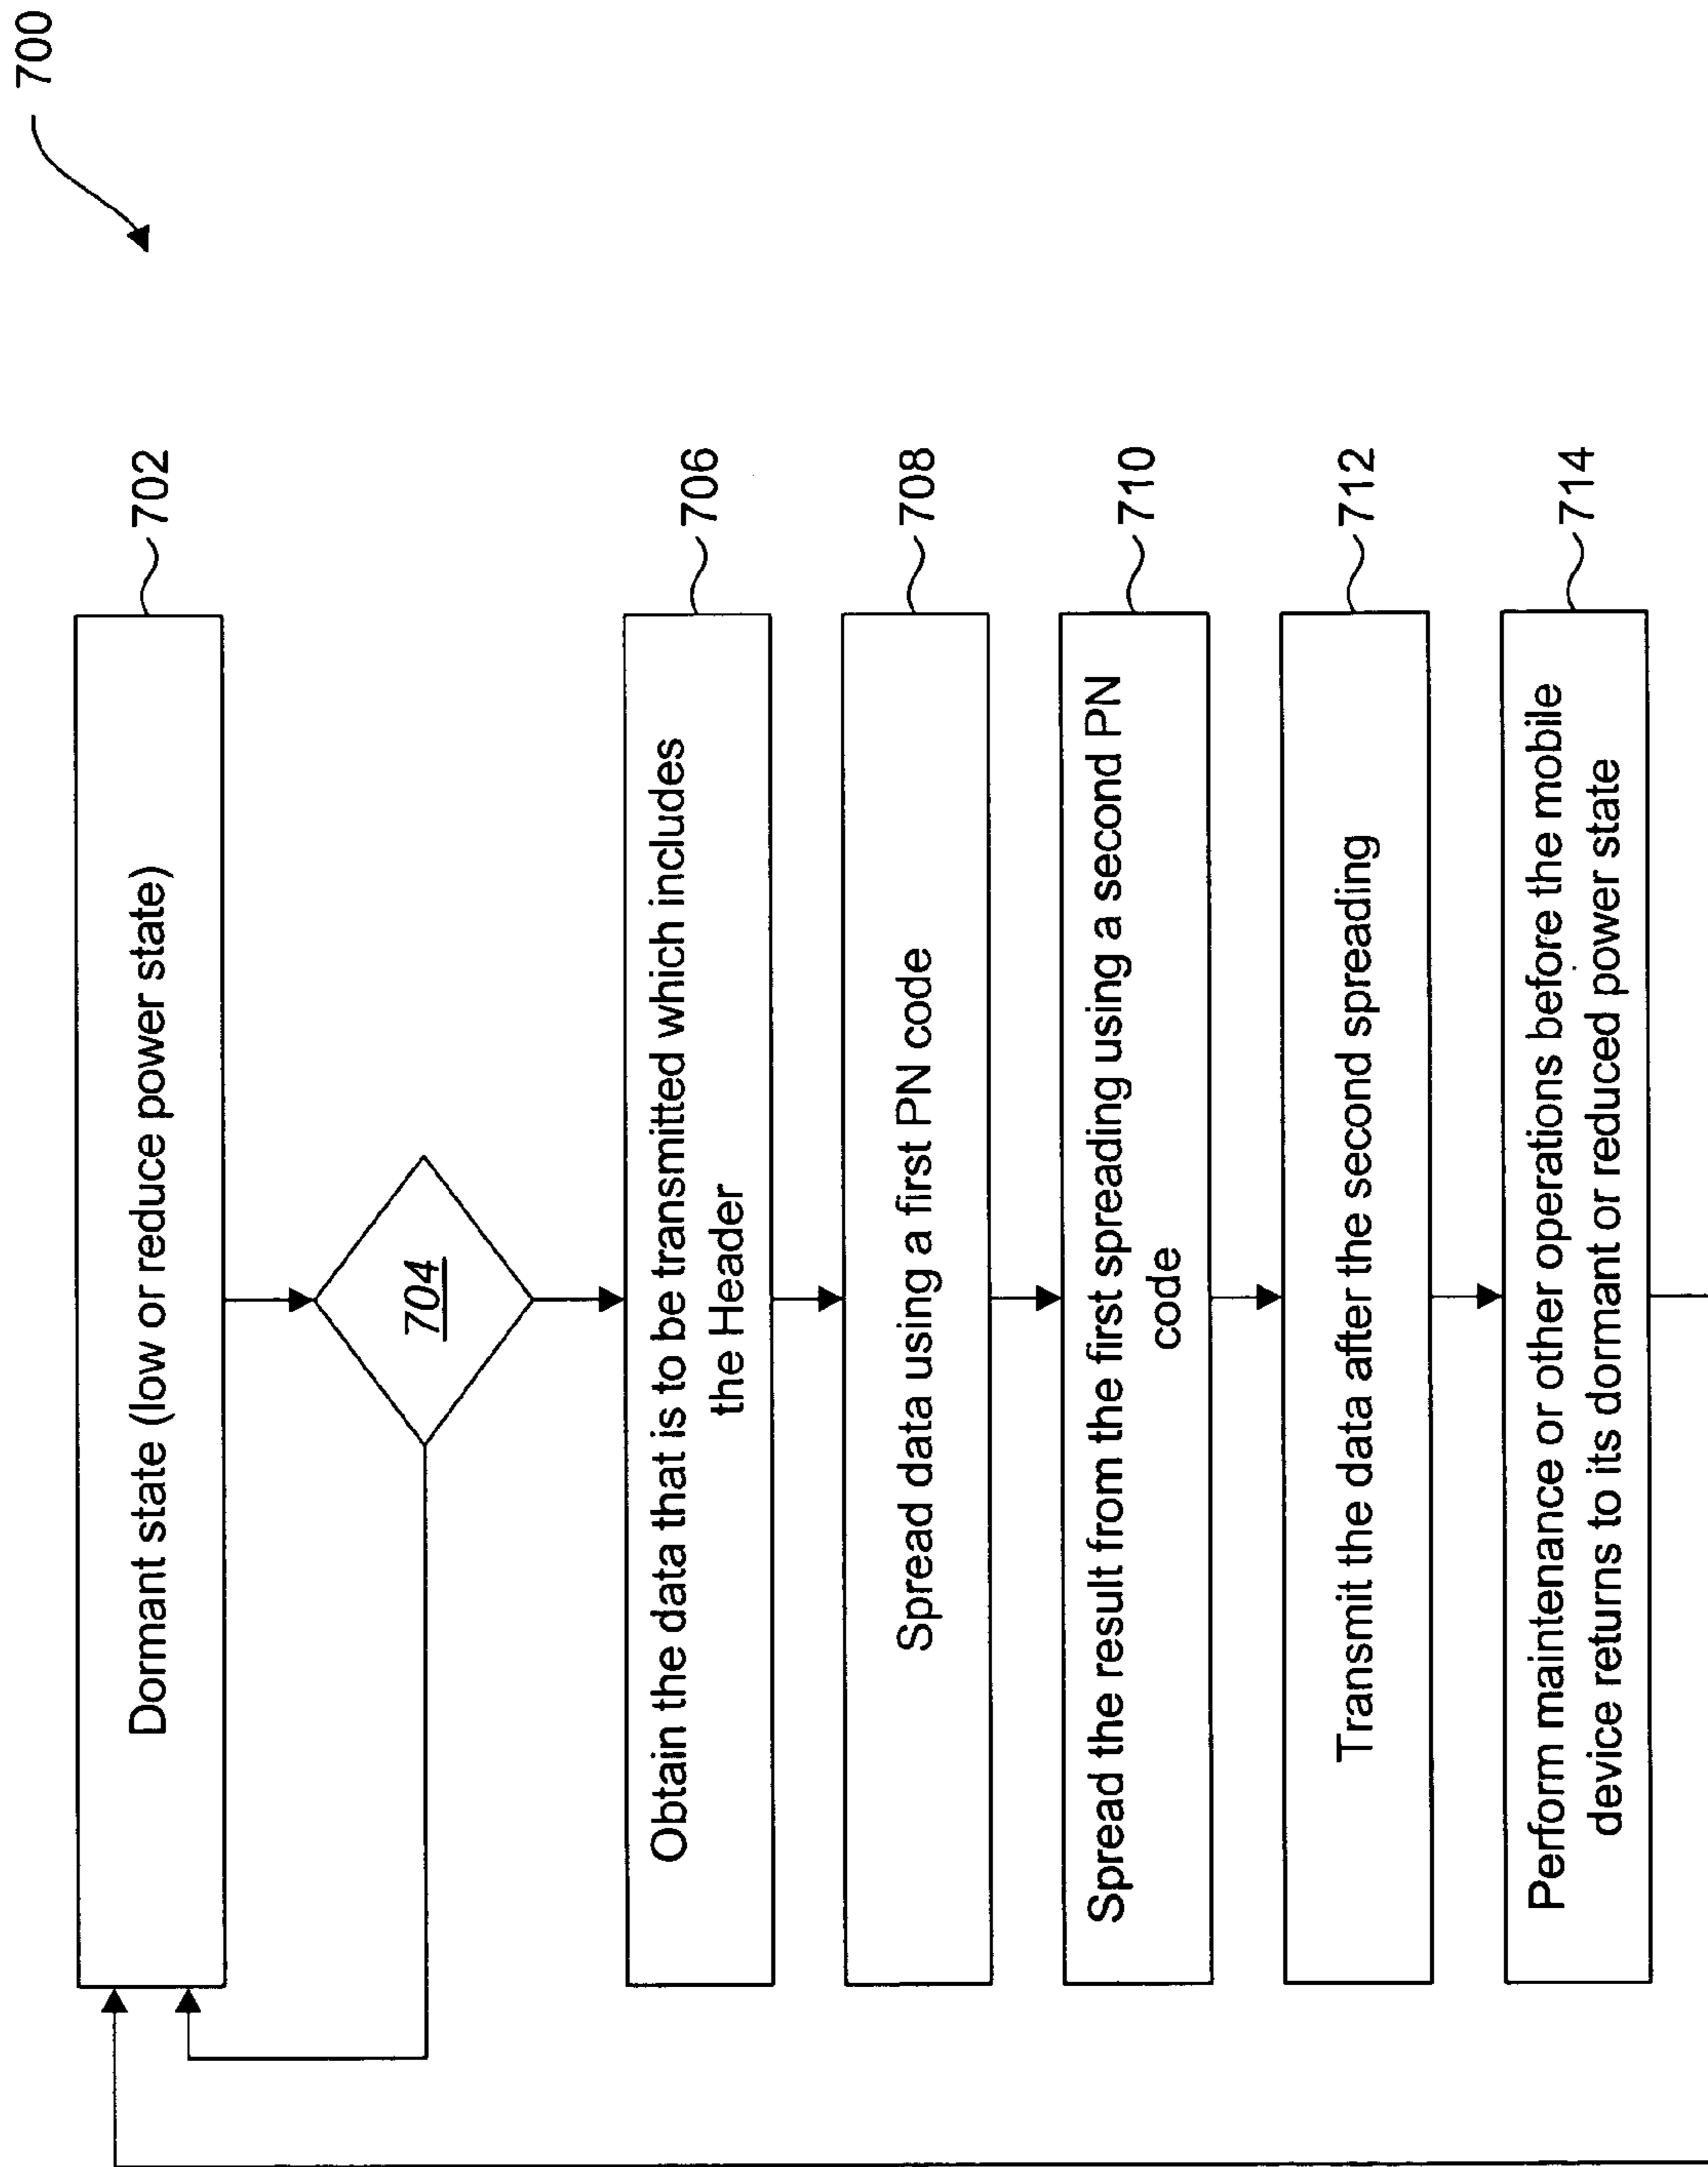 700
Dormant state (low or reduce power state)
702
704
Obtain the data that is to be transmitted which includes
the Header
706
Spread data using a first PN code
708
Spread the result from the first spreading using a second PN
code
710
Transmit the data after the second spreading
712
Perform maintenance or other operations before the mobile
device returns to its dormant or reduced power state
714